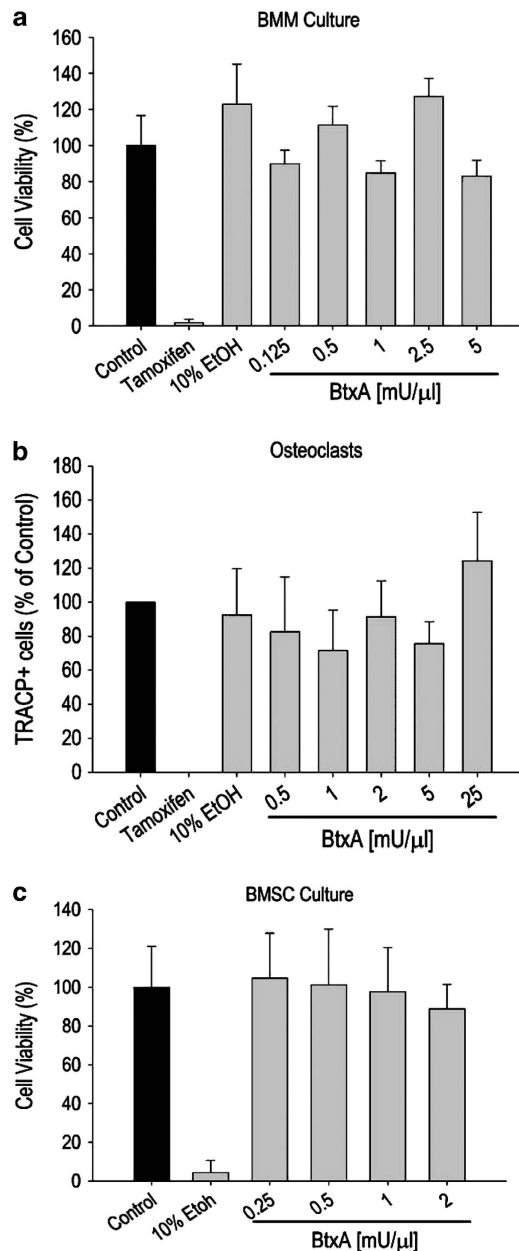 a
BMM Culture
Cell Viability (%)
160
140
120
100
80
60
40
20
0
Control
Tamoxifen
10% EtOH
0.125
0.5
1
2.5
5
BtxA [mU/µl]
b
Osteoclasts
TRACP+ cells (% of Control)
180
160
140
120
100
80
60
40
20
0
Control
Tamoxifen
10% EtOH
0.5
1
2
5
25
BtxA [mU/µl]
c
BMSC Culture
Cell Viability (%)
140
120
100
80
60
40
20
0
Control
10% Etoh
0.25
0.5
1
2
BtxA [mU/µl]